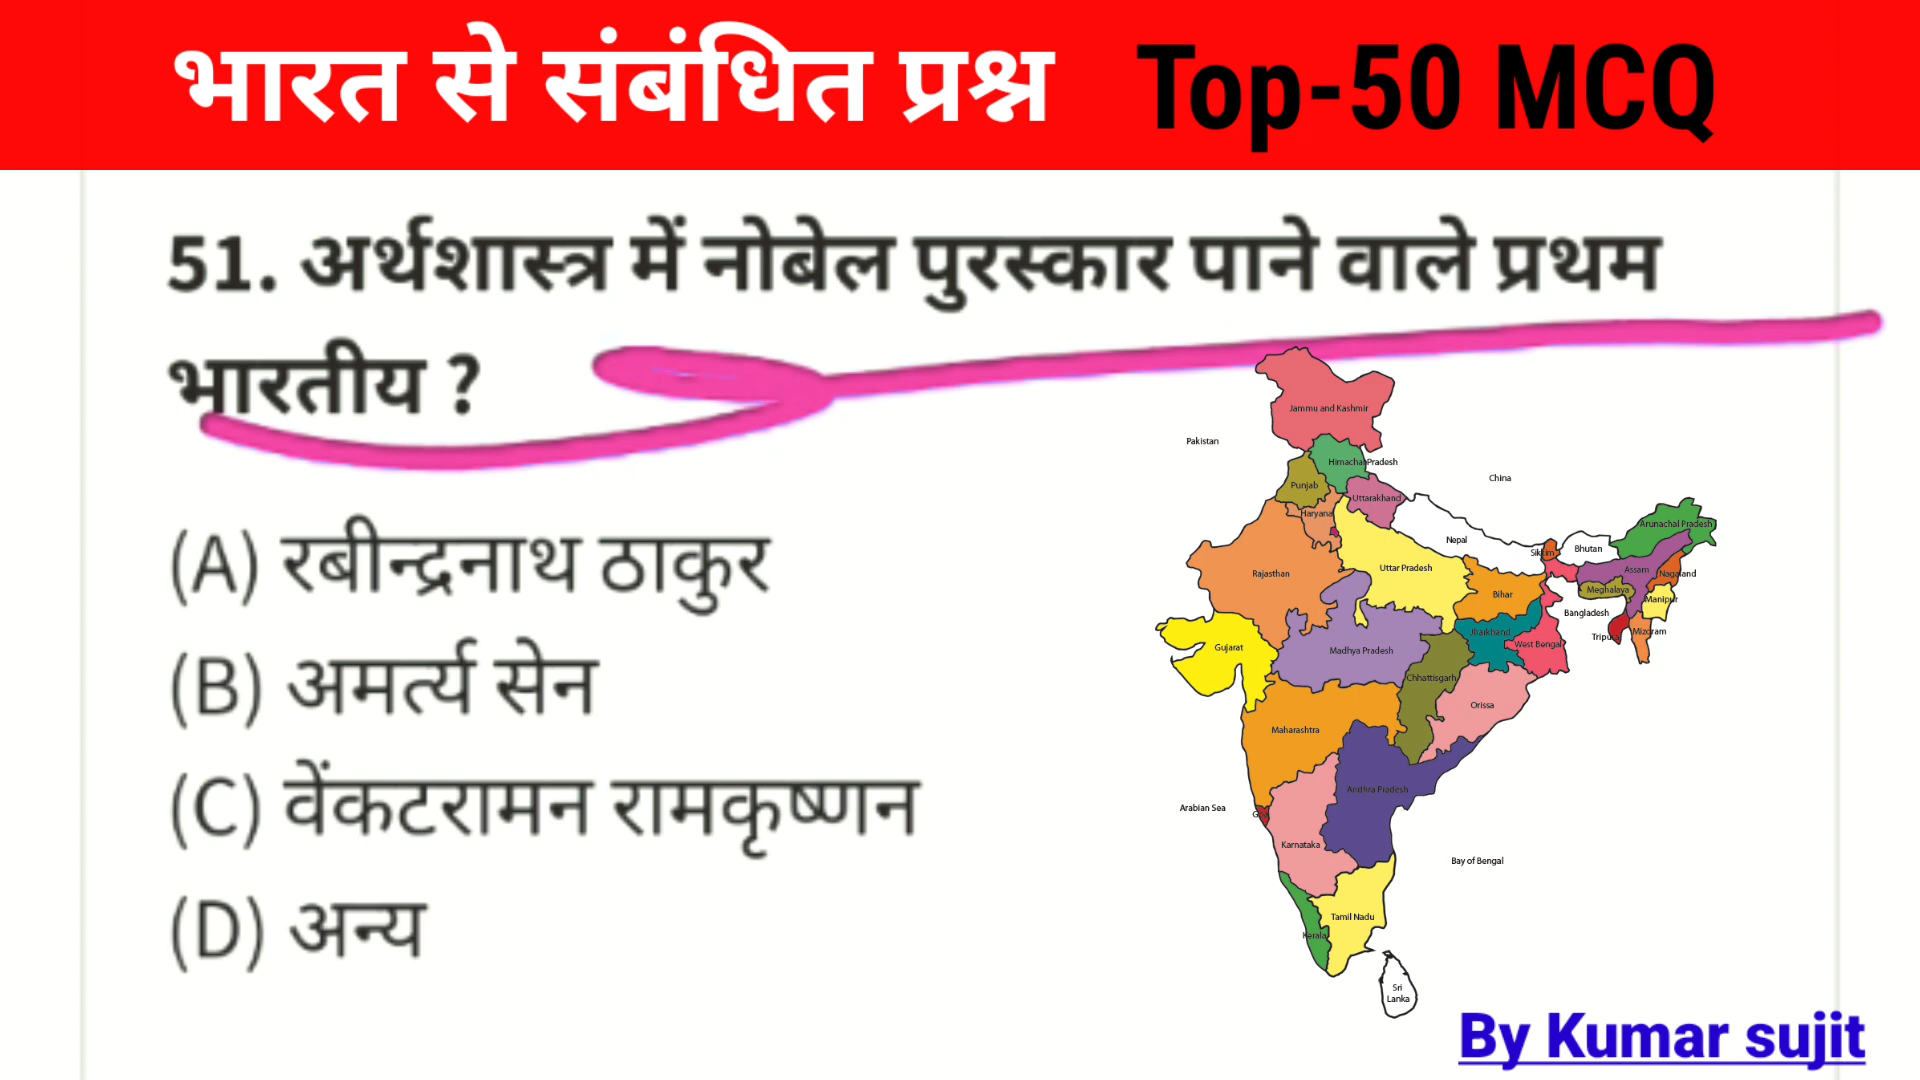 भारत से संबंधित प्रश्न Top-50 MCQ
51. अर्थशास्त्र में नोबेल पुरस्कार पाने वाले प्रथम
भारतीय ?
(A) रबीन्द्रनाथ ठाकुर
(B) अमर्त्य सेन
(C) वेंकटरामन रामकृष्णन
(D) अन्य
Jammu and Kashmir
Pakistan
Himachal Pradesh
China
Punjab
Uttarakhand
Haryana
Arunachal Pradesh
Nepal
Sikkim
Bhutan
Rajasthan
Uttar Pradesh
Assam
Nagaland
Bihar
Meghalaya
Manipur
Bangladesh
Jharkhand
Tripura
Mizoram
Gujarat
Madhya Pradesh
West Bengal
Chhattisgarh
Orissa
Maharashtra
Andhra Pradesh
Arabian Sea
Karnataka
Bay of Bengal
Tamil Nadu
Kerala
Sri
Lanka
By Kumar sujit